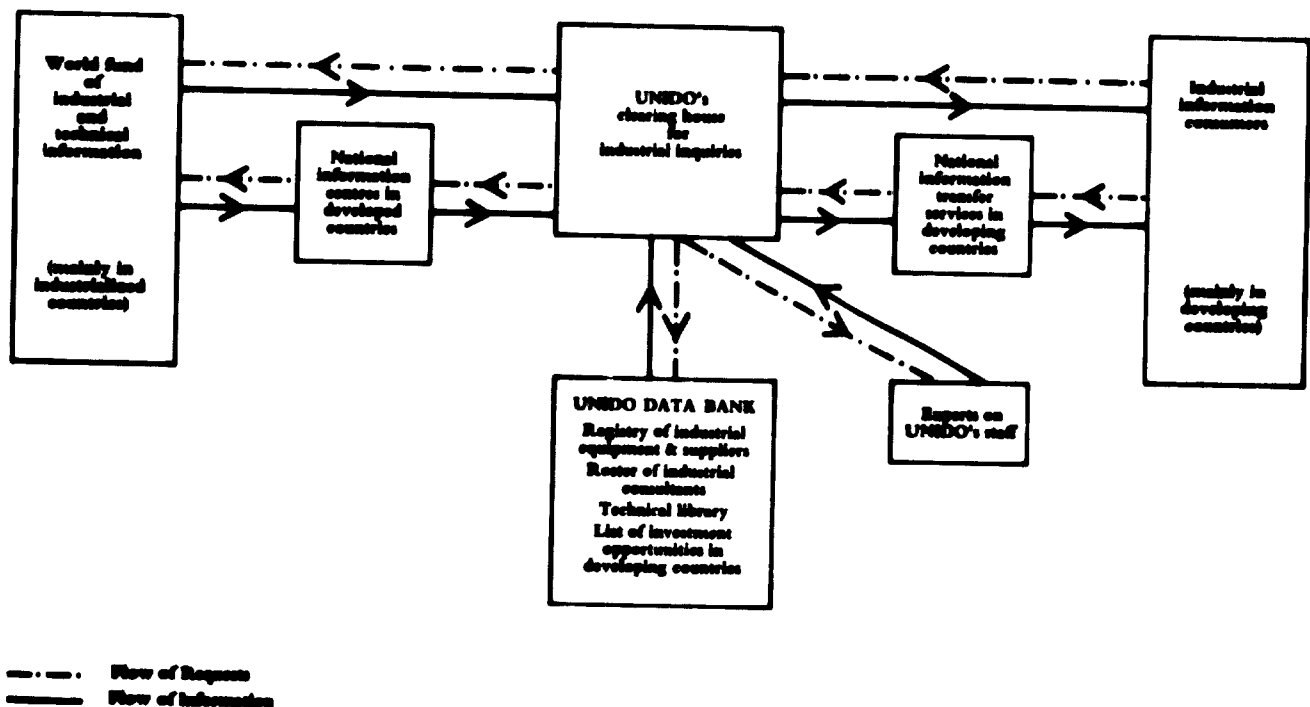 World fund
of
industrial
and
technical
information
(mainly in
industrialized
countries)
National
information
centres in
developed
countries
UNIDO's
clearing house
for
industrial inquiries
National
information
transfer
services in
developing
countries
Industrial
information
consumers
(mainly in
developing
countries)
UNIDO DATA BANK
Registry of industrial
equipment & suppliers
Roster of industrial
consultants
Technical library
List of investment
opportunities in
developing countries
Experts on
UNIDO's staff
Flow of Requests
Flow of Information